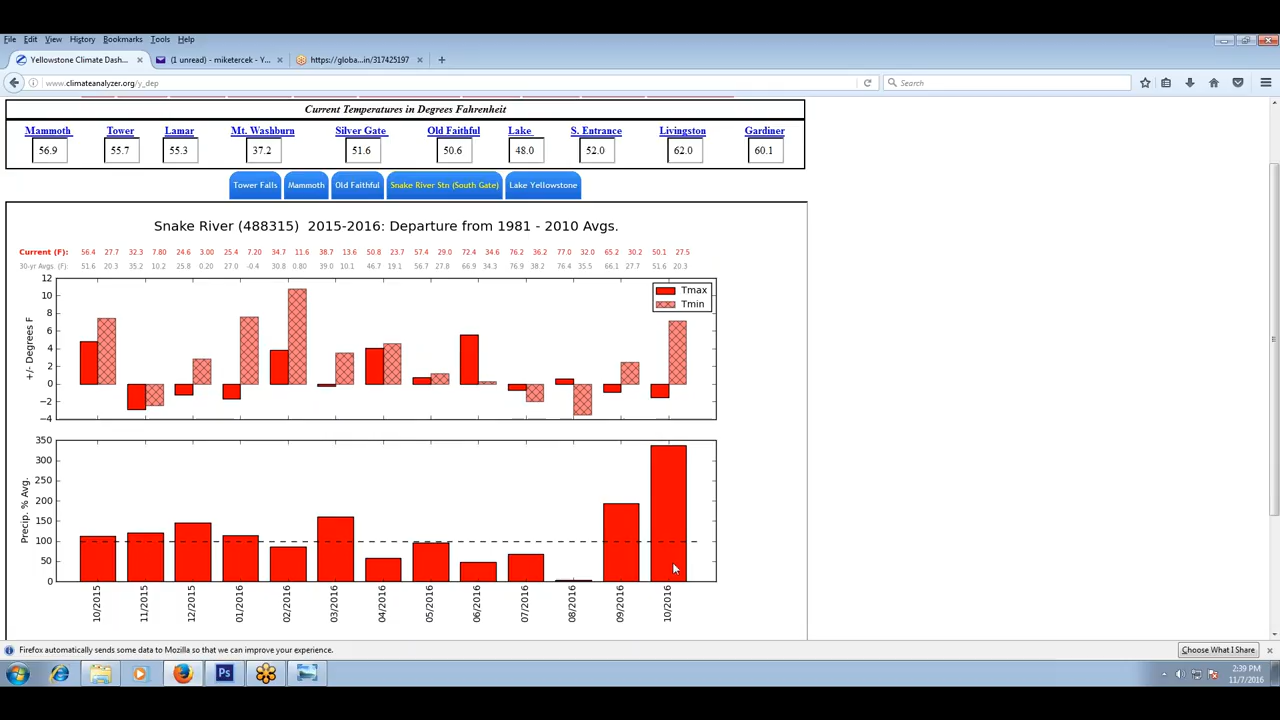 File Edit View History Bookmarks Tools Help
Yellowstone Climate Dash... × (1 unread) - miketercek - Y... × https://globa...in/317425197 × +
www.climateanalyzer.org/y_dep Search
Current Temperatures in Degrees Fahrenheit
Mammoth Tower Lamar Mt. Washburn Silver Gate Old Faithful Lake S. Entrance Livingston Gardiner
56.9 55.7 55.3 37.2 51.6 50.6 48.0 52.0 62.0 60.1
Tower Falls Mammoth Old Faithful Snake River Stn (South Gate) Lake Yellowstone
Snake River (488315) 2015-2016: Departure from 1981 - 2010 Avgs.
Current (F): 56.4 27.7 32.3 7.80 24.6 3.00 25.4 7.20 34.7 11.6 38.7 13.6 50.8 23.7 57.4 29.0 72.4 34.6 76.2 36.2 77.0 32.0 65.2 30.2 50.1 27.5
30-yr Avgs. (F) 51.6 20.3 35.2 10.2 25.8 0.20 27.0 -0.4 30.8 0.80 39.0 10.1 46.7 19.1 56.7 27.8 66.9 34.3 76.9 38.2 76.4 35.5 66.1 27.7 51.6 20.3
12
10
8
6
4
2
0
−2
−4
+/- Degrees F
Tmax
Tmin
350
300
250
200
150
100
50
0
Precip. % Avg.
10/2015 11/2015 12/2015 01/2016 02/2016 03/2016 04/2016 05/2016 06/2016 07/2016 08/2016 09/2016 10/2016
Firefox automatically sends some data to Mozilla so that we can improve your experience. Choose What I Share ×
Ps
2:39 PM
11/7/2016